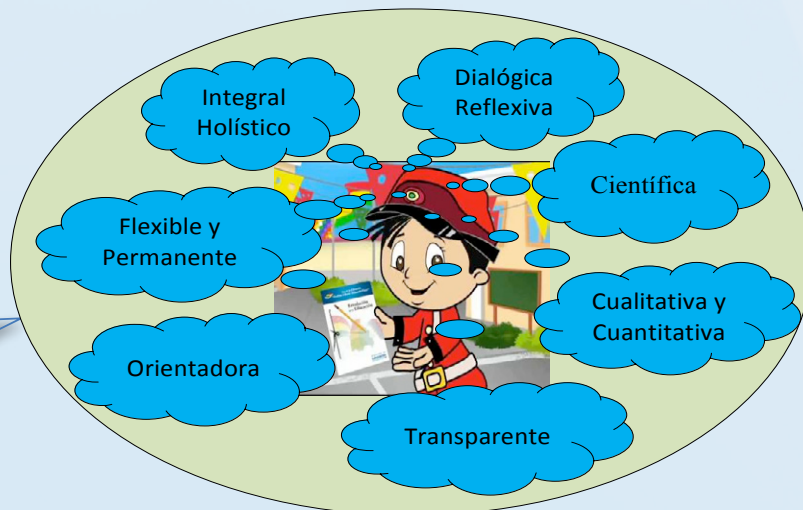 Integral
Holístico
Dialógica
Reflexiva
Científica
Flexible y
Permanente
Cualitativa y
Cuantitativa
Orientadora
Transparente